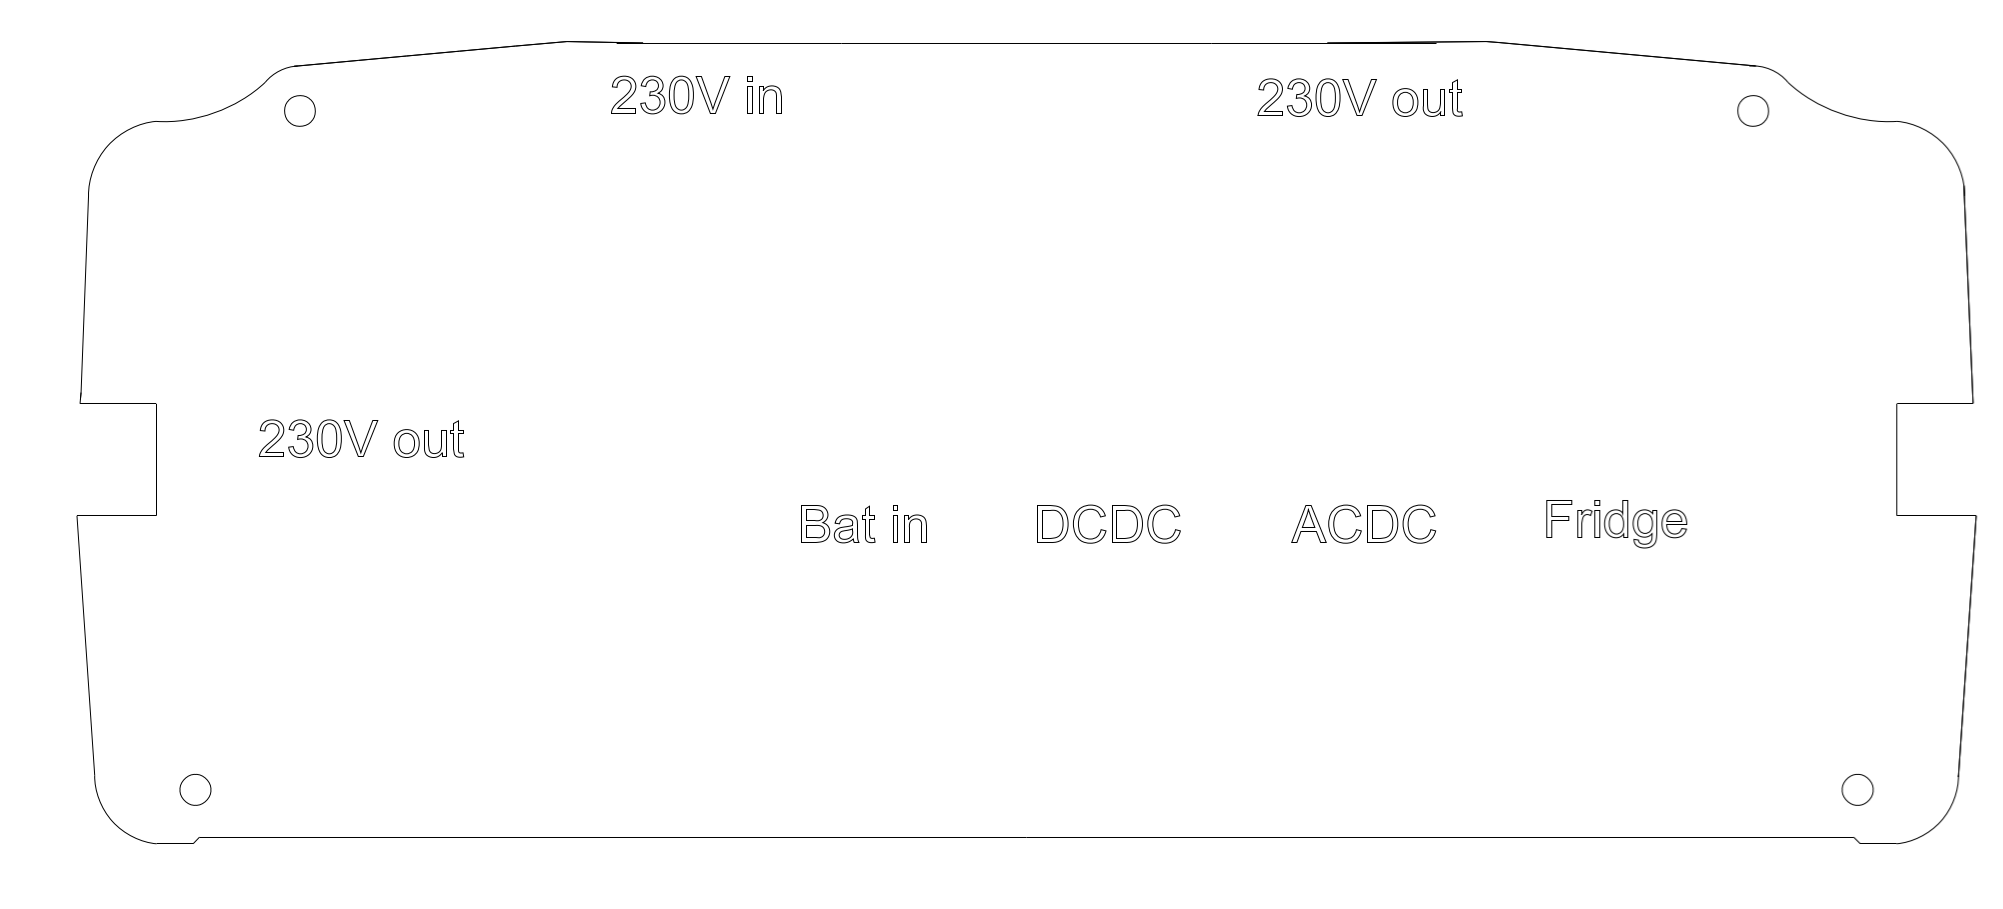 230V in
230V out
230V out
Bat in
DCDC
ACDC
Fridge